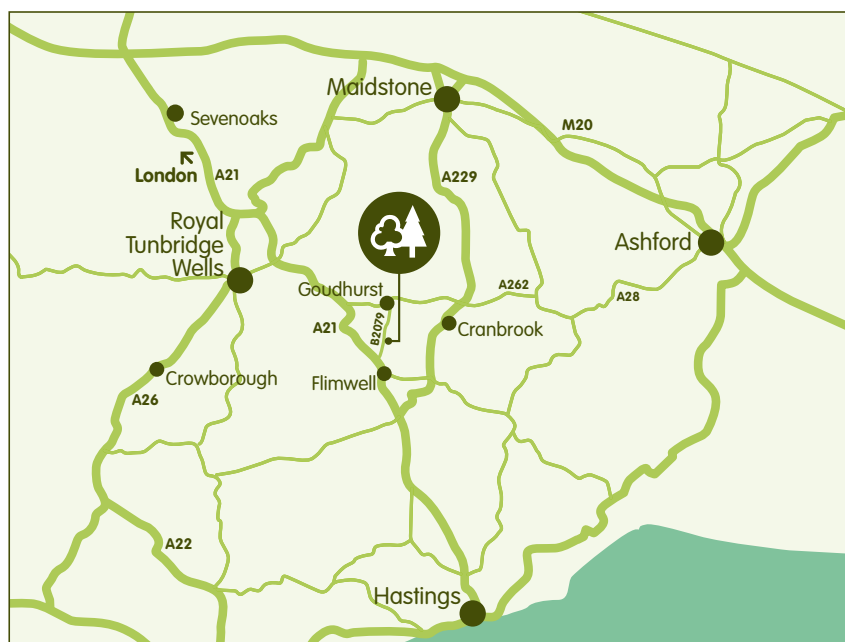 Maidstone
Sevenoaks
M20
London
A21
A229
Royal
Tunbridge
Wells
Ashford
Goudhurst
A262
A28
B2079
A21
Cranbrook
Crowborough
Flimwell
A26
A22
Hastings